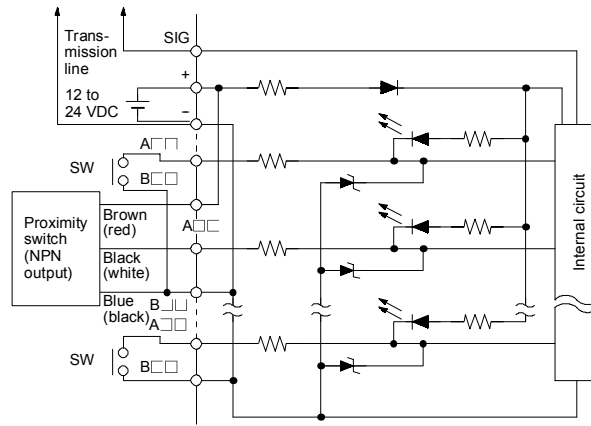 Trans-
mission
line
SIG
+
12 to
24 VDC
−
A□□
SW
B□□
Proximity
switch
(NPN
output)
Brown
(red)
A□□
Black
(white)
Blue
(black)
B□□
A□□
SW
B□□
Internal circuit